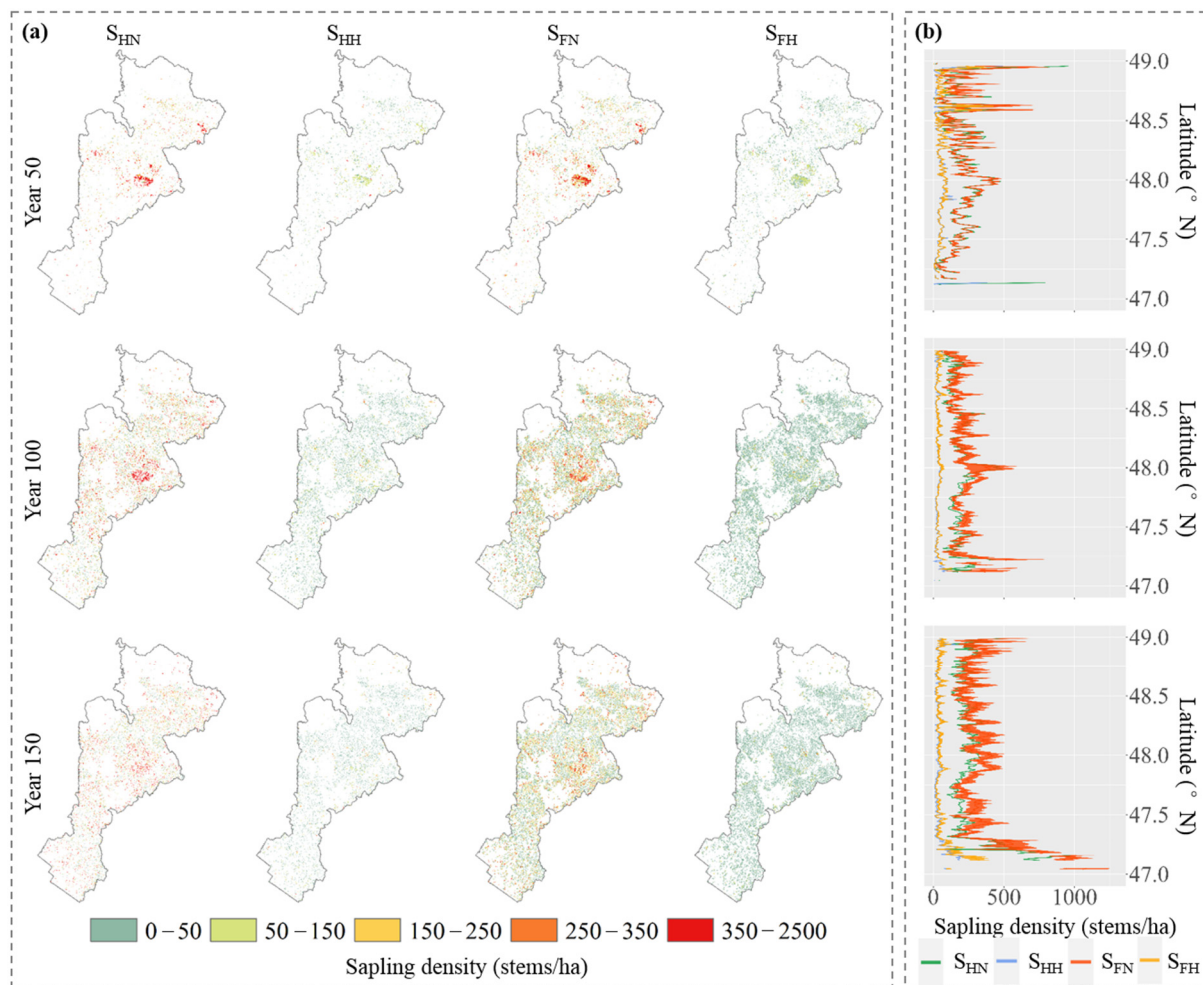 (a)
S_HN S_HH S_FN S_FH
Year 50
Year 100
Year 150
0–50 50–150 150–250 250–350 350–2500
Sapling density (stems/ha)
(b)
49.0
48.5
48.0
47.5
47.0
Latitude (° N)
49.0
48.5
48.0
47.5
47.0
Latitude (° N)
49.0
48.5
48.0
47.5
47.0
Latitude (° N)
0 500 1000
Sapling density (stems/ha)
S_HN S_HH S_FN S_FH